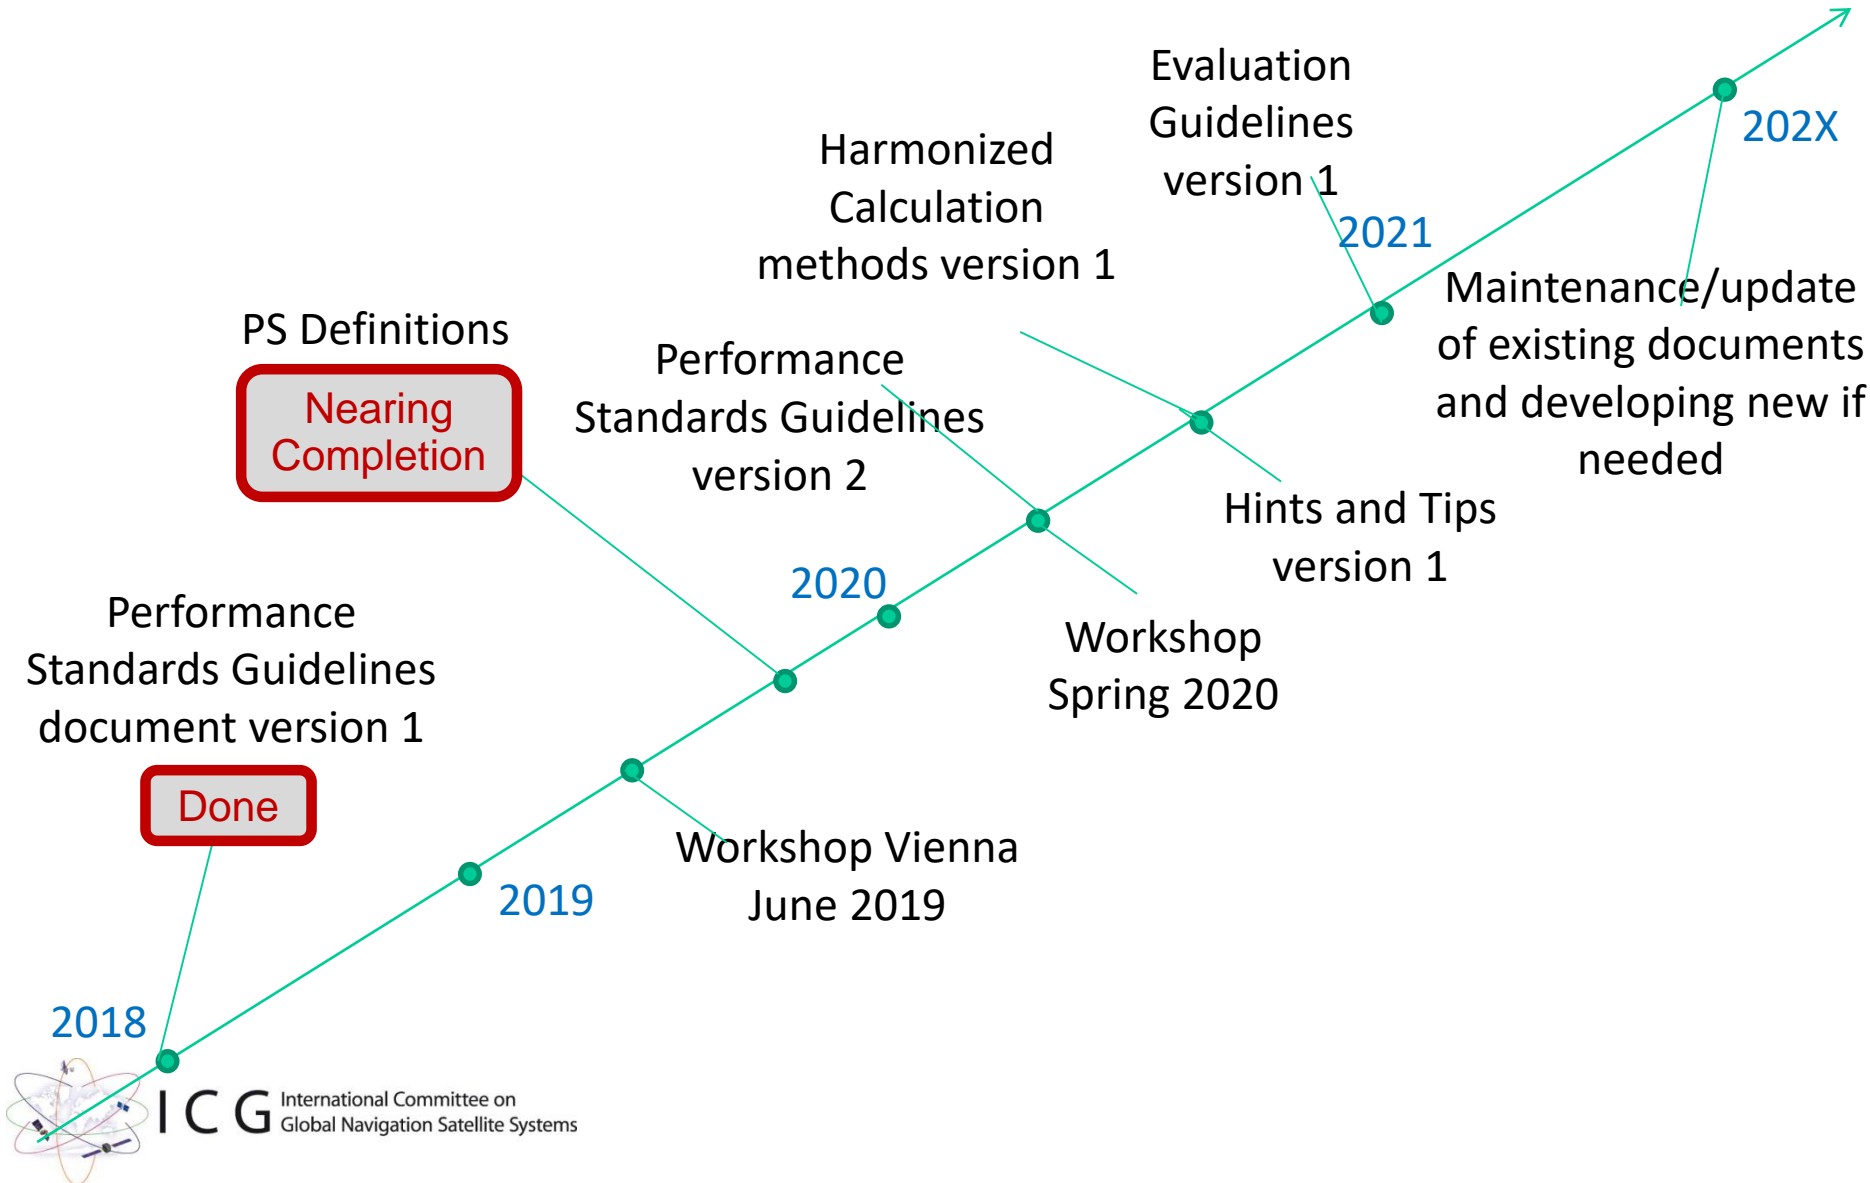 Evaluation
Guidelines
version 1
202X
Harmonized
Calculation
methods version 1
2021
Maintenance/update
of existing documents
and developing new if
needed
PS Definitions
Nearing
Completion
Performance
Standards Guidelines
version 2
Hints and Tips
version 1
2020
Workshop
Spring 2020
Performance
Standards Guidelines
document version 1
Done
Workshop Vienna
June 2019
2019
2018
ICG
International Committee on
Global Navigation Satellite Systems